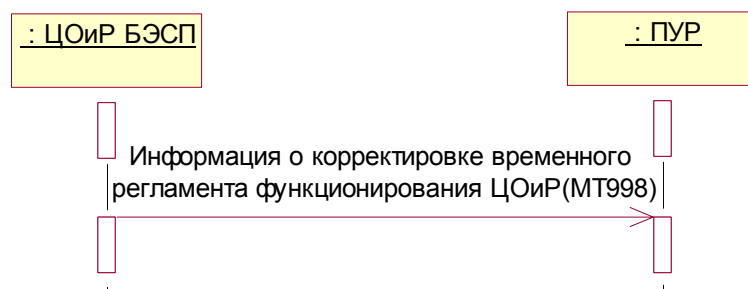 : ЦОиР БЭСП
: ПУР
Информация о корректировке временного
регламента функционирования ЦОиР(МТ998)